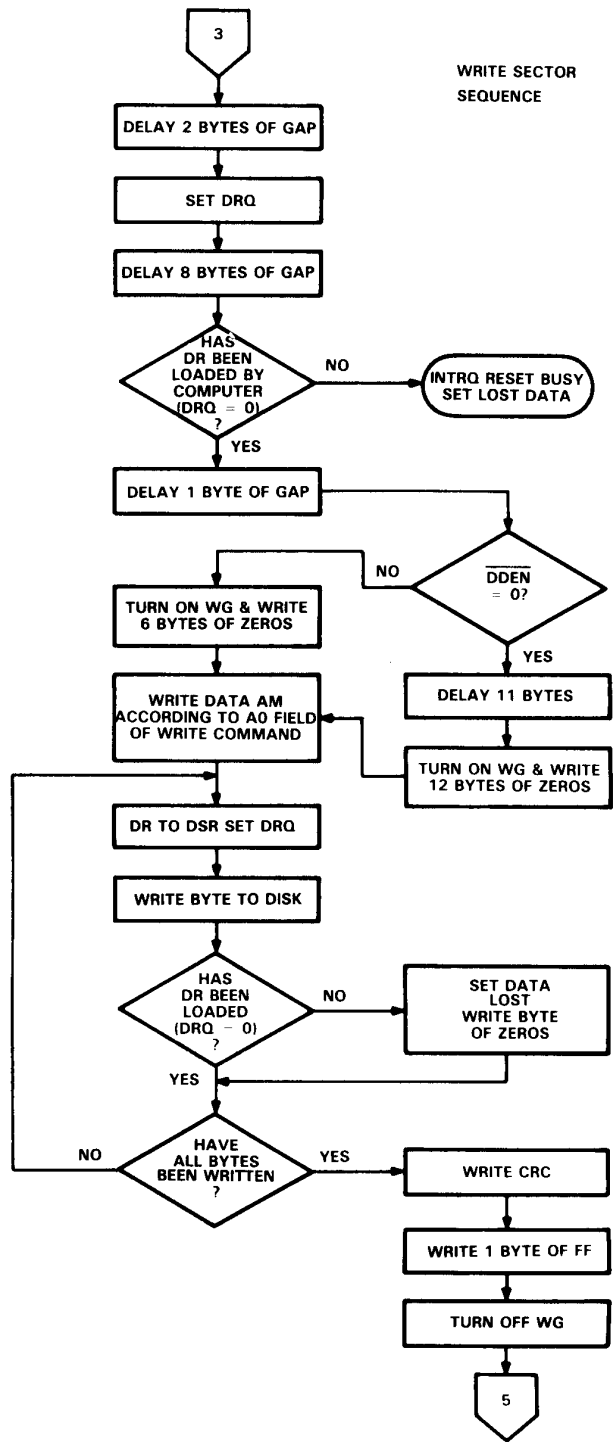 3
WRITE SECTOR
SEQUENCE
DELAY 2 BYTES OF GAP
SET DRQ
DELAY 8 BYTES OF GAP
HAS
DR BEEN
LOADED BY
COMPUTER
(DRQ = 0)
?
NO
INTRQ RESET BUSY
SET LOST DATA
YES
DELAY 1 BYTE OF GAP
DDEN
= 0?
NO
TURN ON WG & WRITE
6 BYTES OF ZEROS
YES
DELAY 11 BYTES
TURN ON WG & WRITE
12 BYTES OF ZEROS
WRITE DATA AM
ACCORDING TO A0 FIELD
OF WRITE COMMAND
DR TO DSR SET DRQ
WRITE BYTE TO DISK
HAS
DR BEEN
LOADED
(DRQ = 0)
?
NO
SET DATA
LOST
WRITE BYTE
OF ZEROS
YES
HAVE
ALL BYTES
BEEN WRITTEN
?
NO
YES
WRITE CRC
WRITE 1 BYTE OF FF
TURN OFF WG
5